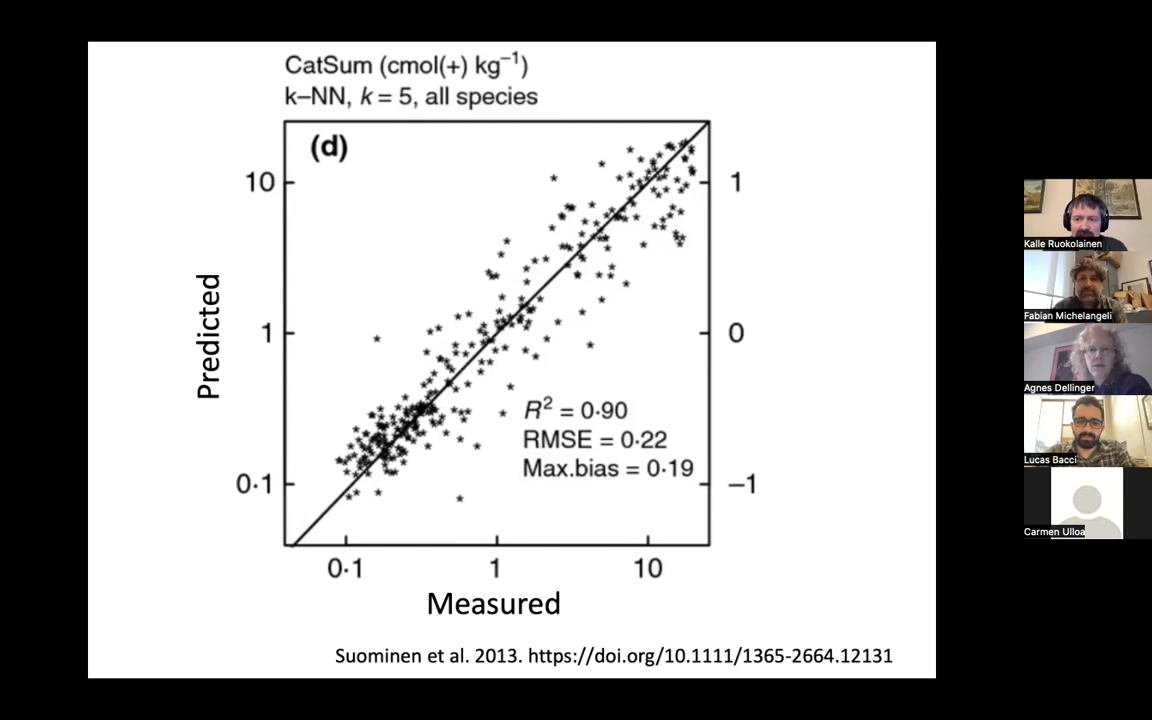 CatSum (cmol(+) kg⁻¹)
k–NN, k = 5, all species
(d)
10
1
0·1
1
0
–1
Predicted
R² = 0·90
RMSE = 0·22
Max.bias = 0·19
0·1 1 10
Measured
Suominen et al. 2013. https://doi.org/10.1111/1365-2664.12131
Kalle Ruokolainen
Fabian Michelangeli
Agnes Dellinger
Lucas Bacci
Carmen Ulloa